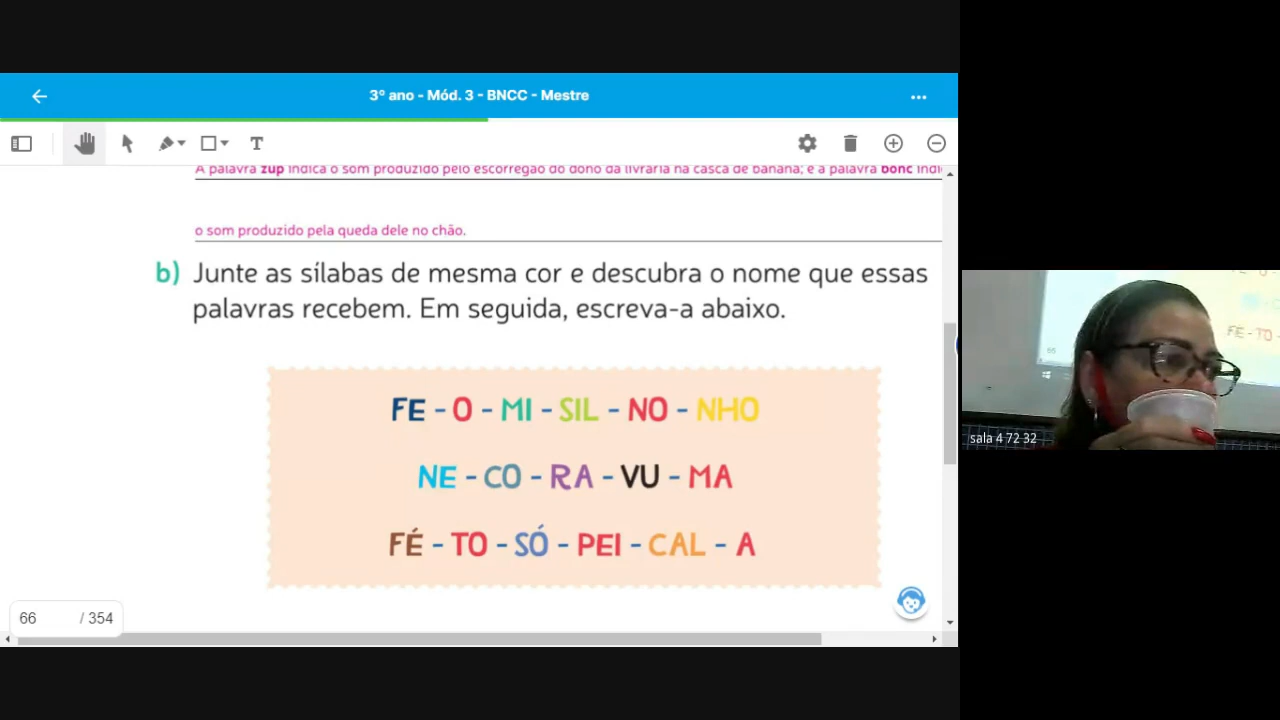 3º ano - Mód. 3 - BNCC - Mestre
T
A palavra zup indica o som produzido pelo escorregão do dono da livraria na casca de banana; e a palavra bonc indi
o som produzido pela queda dele no chão.
b) Junte as sílabas de mesma cor e descubra o nome que essas
palavras recebem. Em seguida, escreva-a abaixo.
FE - O - MI - SIL - NO - NHO
NE - CO - RA - VU - MA
FÉ - TO - SÓ - PEI - CAL - A
66 / 354
FE - TO -
66
sala 4 72 32